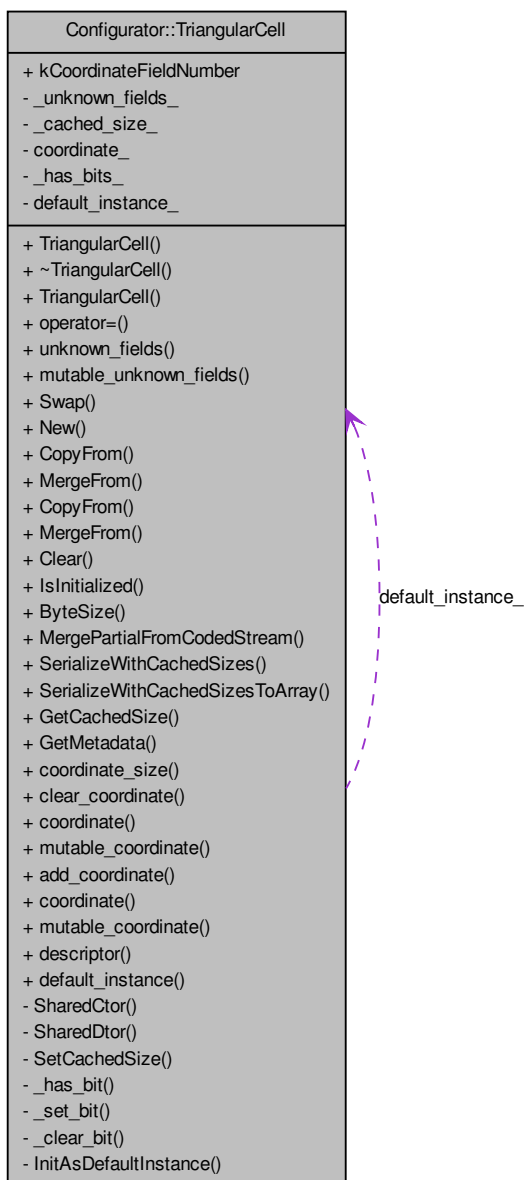 Configurator::TriangularCell
+ kCoordinateFieldNumber
- _unknown_fields_
- _cached_size_
- coordinate_
- _has_bits_
- default_instance_
+ TriangularCell()
+ ~TriangularCell()
+ TriangularCell()
+ operator=()
+ unknown_fields()
+ mutable_unknown_fields()
+ Swap()
+ New()
+ CopyFrom()
+ MergeFrom()
+ CopyFrom()
+ MergeFrom()
+ Clear()
+ IsInitialized()
+ ByteSize()
+ MergePartialFromCodedStream()
+ SerializeWithCachedSizes()
+ SerializeWithCachedSizesToArray()
+ GetCachedSize()
+ GetMetadata()
+ coordinate_size()
+ clear_coordinate()
+ coordinate()
+ mutable_coordinate()
+ add_coordinate()
+ coordinate()
+ mutable_coordinate()
+ descriptor()
+ default_instance()
- SharedCtor()
- SharedDtor()
- SetCachedSize()
- _has_bit()
- _set_bit()
- _clear_bit()
- InitAsDefaultInstance()
default_instance_